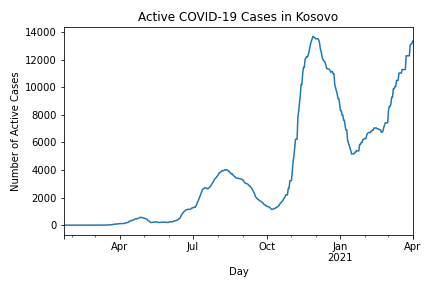 Active COVID-19 Cases in Kosovo
Number of Active Cases
14000
12000
10000
8000
6000
4000
2000
0
Apr
Jul
Oct
Jan
2021
Apr
Day